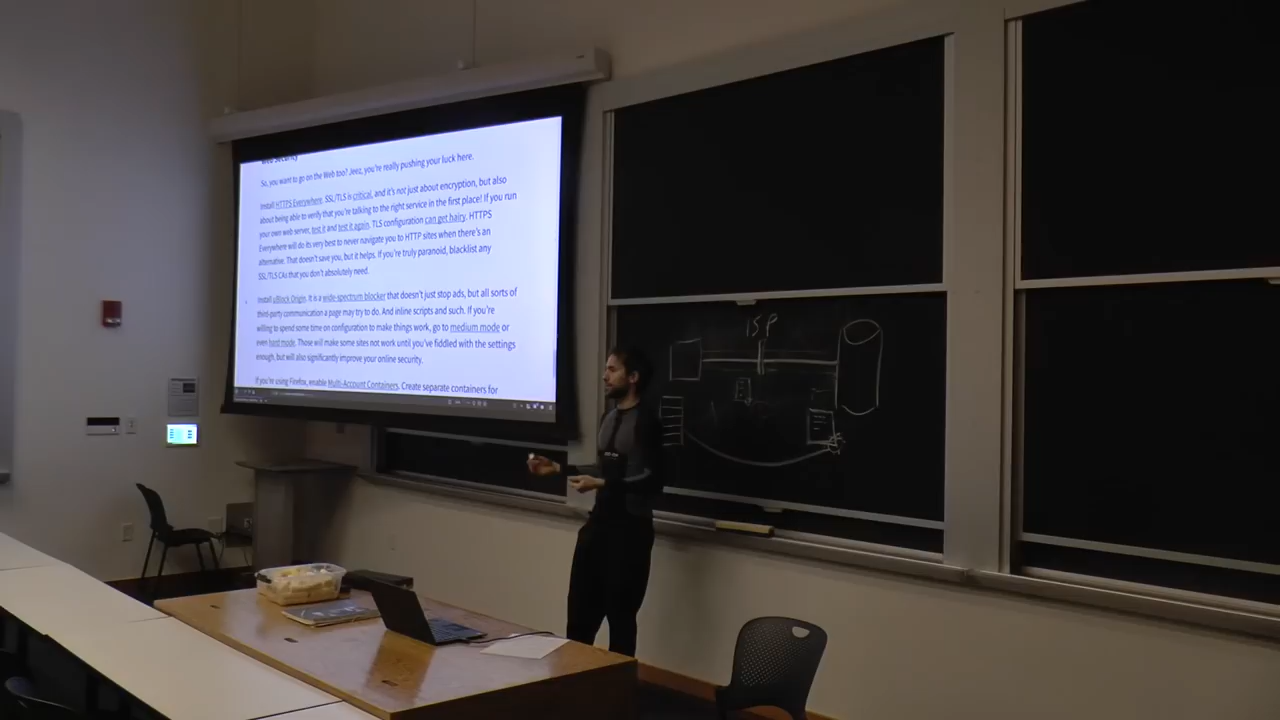 Web Security
So, you want to go on the Web too? Jeez, you're really pushing your luck here.
Install HTTPS Everywhere. SSL/TLS is critical, and it's not just about encryption, but also
about being able to verify that you're talking to the right service in the first place! If you run
your own web server, test it and test it again. TLS configuration can get hairy. HTTPS
Everywhere will do its very best to never navigate you to HTTP sites when there's an
alternative. That doesn't save you, but it helps. If you're truly paranoid, blacklist any
SSL/TLS CAs that you don't absolutely need.
Install uBlock Origin. It is a wide-spectrum blocker that doesn't just stop ads, but all sorts of
third-party communication a page may try to do. And inline scripts and such. If you're
willing to spend some time on configuration to make things work, go to medium mode or
even hard mode. Those will make some sites not work until you've fiddled with the settings
enough, but will also significantly improve your online security.
If you're using Firefox, enable Multi-Account Containers. Create separate containers for
ISP